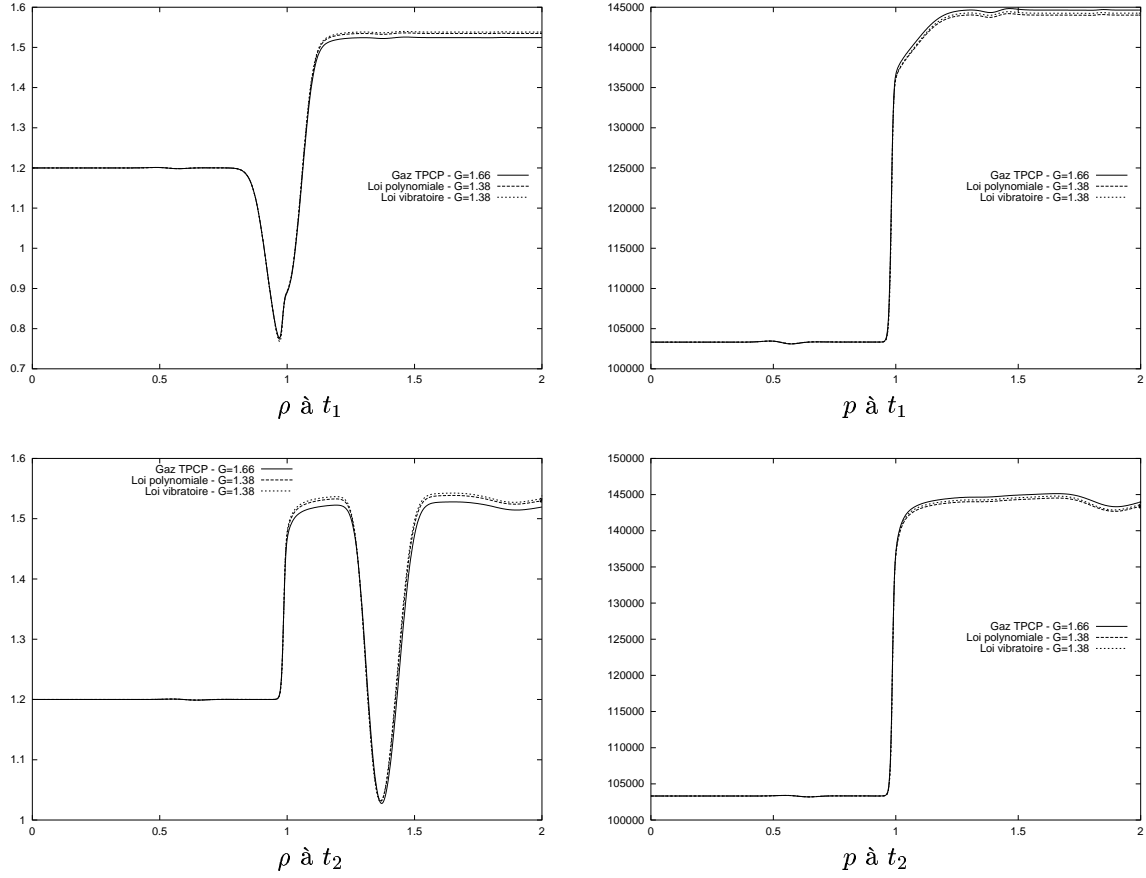 1.6
1.5
1.4
1.3
1.2
1.1
1
0.9
0.8
0.7
0 0.5 1 1.5 2
Gaz TPCP - G=1.66
Loi polynomiale - G=1.38
Loi vibratoire - G=1.38
ρ à t₁
145000
140000
135000
130000
125000
120000
115000
110000
105000
100000
0 0.5 1 1.5 2
Gaz TPCP - G=1.66
Loi polynomiale - G=1.38
Loi vibratoire - G=1.38
p à t₁
1.6
1.5
1.4
1.3
1.2
1.1
1
0 0.5 1 1.5 2
Gaz TPCP - G=1.66
Loi polynomiale - G=1.38
Loi vibratoire - G=1.38
ρ à t₂
150000
145000
140000
135000
130000
125000
120000
115000
110000
105000
100000
0 0.5 1 1.5 2
Gaz TPCP - G=1.66
Loi polynomiale - G=1.38
Loi vibratoire - G=1.38
p à t₂